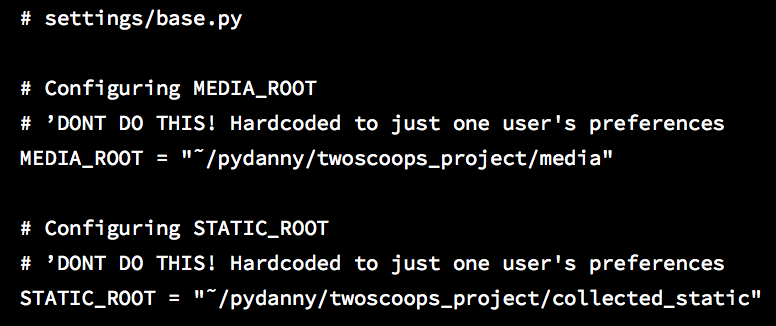 # settings/base.py
# Configuring MEDIA_ROOT
# ’DONT DO THIS! Hardcoded to just one user's preferences
MEDIA_ROOT = "˜/pydanny/twoscoops_project/media"
# Configuring STATIC_ROOT
# ’DONT DO THIS! Hardcoded to just one user's preferences
STATIC_ROOT = "˜/pydanny/twoscoops_project/collected_static"